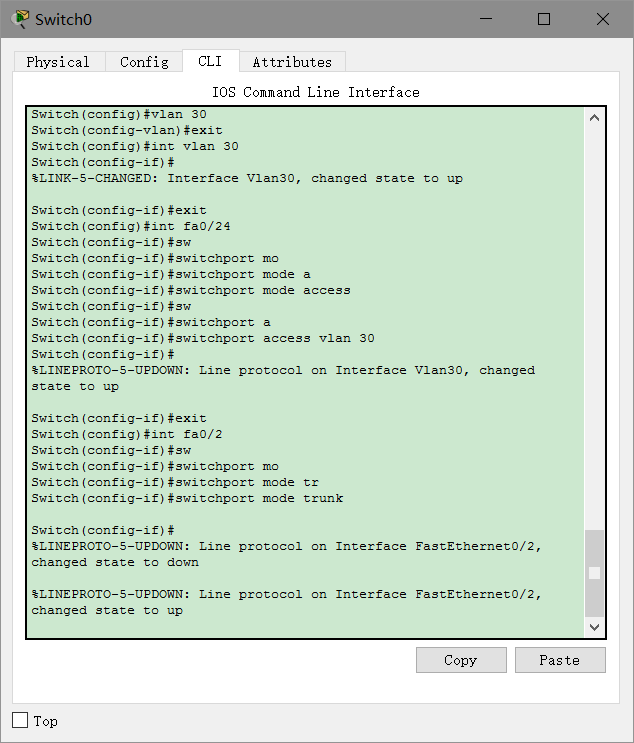 Switch0
Physical Config CLI Attributes
IOS Command Line Interface
Switch(config)#vlan 30
Switch(config-vlan)#exit
Switch(config)#int vlan 30
Switch(config-if)#
%LINK-5-CHANGED: Interface Vlan30, changed state to up
Switch(config-if)#exit
Switch(config)#int fa0/24
Switch(config-if)#sw
Switch(config-if)#switchport mo
Switch(config-if)#switchport mode a
Switch(config-if)#switchport mode access
Switch(config-if)#sw
Switch(config-if)#switchport a
Switch(config-if)#switchport access vlan 30
Switch(config-if)#
%LINEPROTO-5-UPDOWN: Line protocol on Interface Vlan30, changed
state to up
Switch(config-if)#exit
Switch(config)#int fa0/2
Switch(config-if)#sw
Switch(config-if)#switchport mo
Switch(config-if)#switchport mode tr
Switch(config-if)#switchport mode trunk
Switch(config-if)#
%LINEPROTO-5-UPDOWN: Line protocol on Interface FastEthernet0/2,
changed state to down
%LINEPROTO-5-UPDOWN: Line protocol on Interface FastEthernet0/2,
changed state to up
Copy Paste
Top